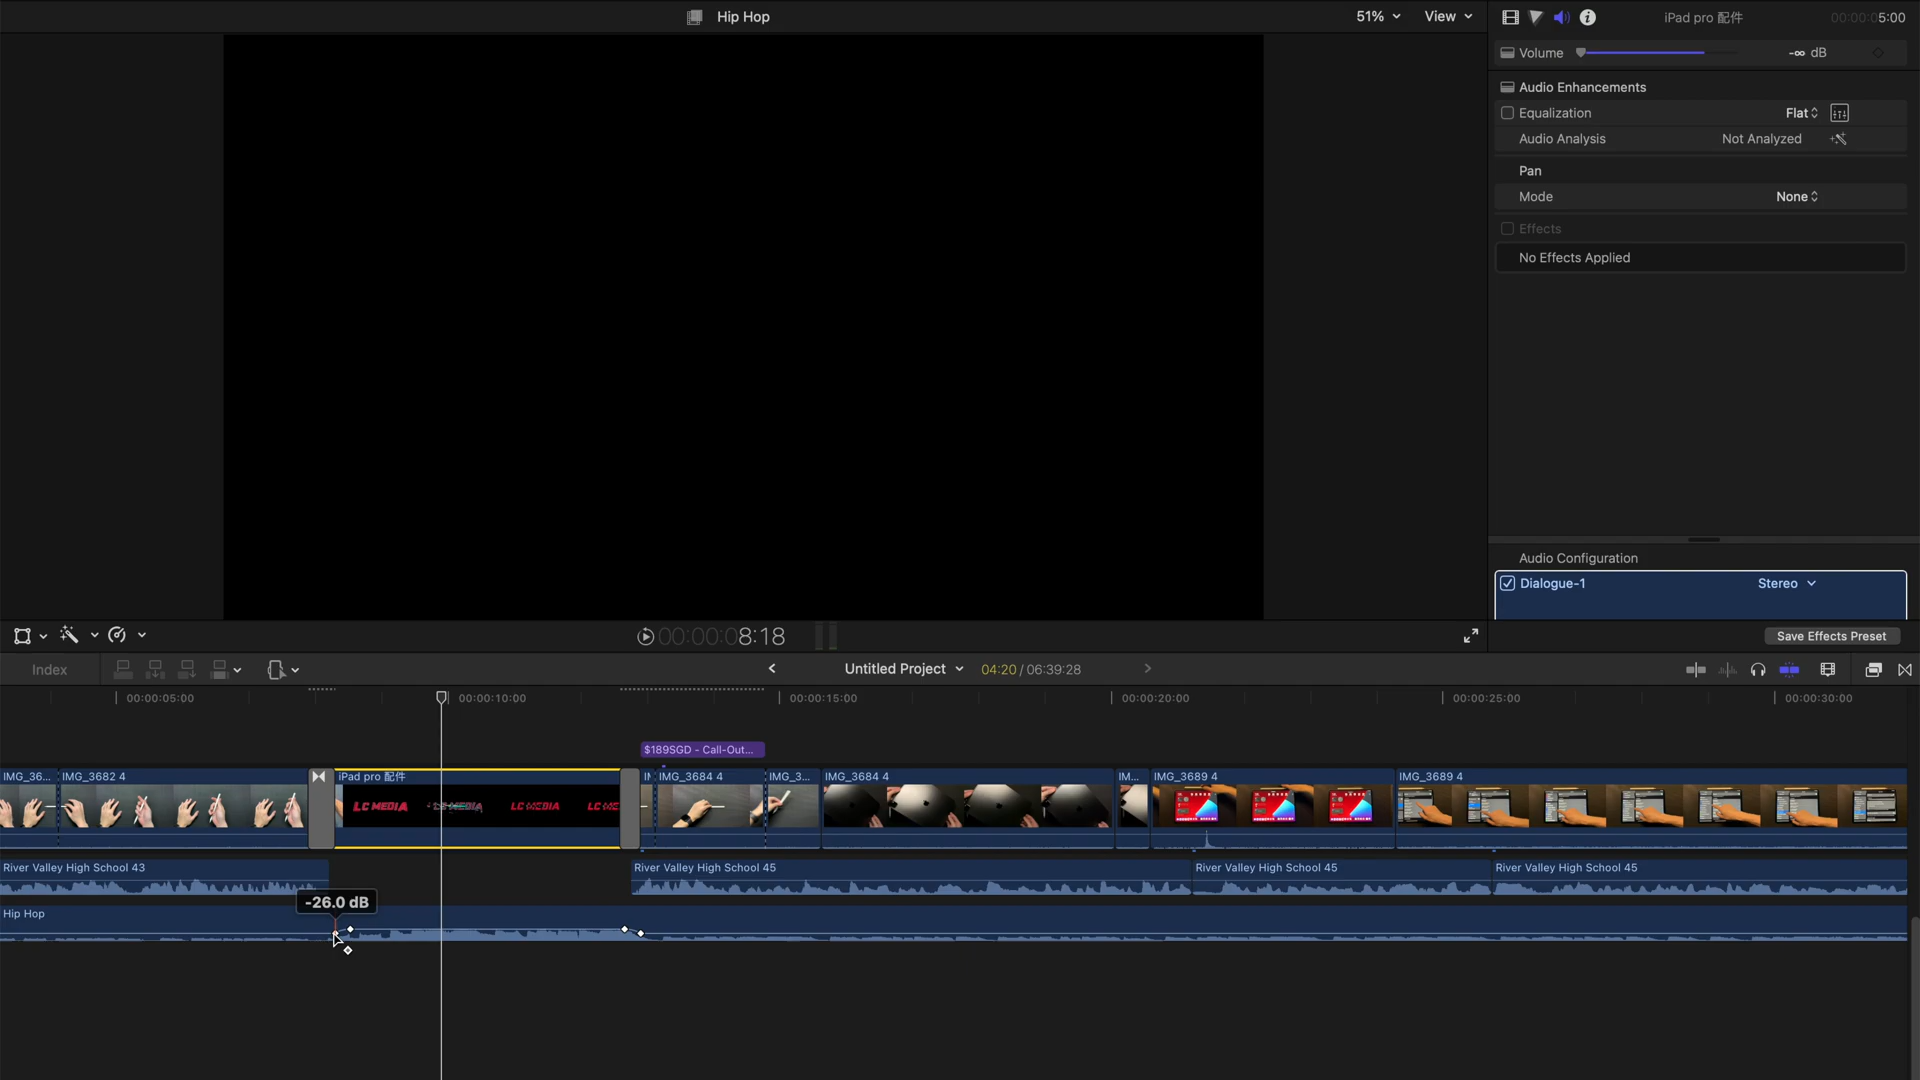 Hip Hop
51%
View
iPad pro 配件
00:00:05:00
Volume
-∞ dB
Audio Enhancements
Equalization
Flat
Audio Analysis
Not Analyzed
Pan
Mode
None
Effects
No Effects Applied
Audio Configuration
Dialogue-1
Stereo
00:00:08:18
Save Effects Preset
Index
Untitled Project
04:20 / 06:39:28
00:00:05:00
00:00:10:00
00:00:15:00
00:00:20:00
00:00:25:00
00:00:30:00
$189SGD - Call-Out...
IMG_36...
IMG_3682 4
iPad pro 配件
IMG_3684 4
IMG_3...
IMG_3684 4
IM...
IMG_3689 4
IMG_3689 4
LC MEDIA
LC MEDIA
LC MEDIA
River Valley High School 43
River Valley High School 45
River Valley High School 45
River Valley High School 45
-26.0 dB
Hip Hop